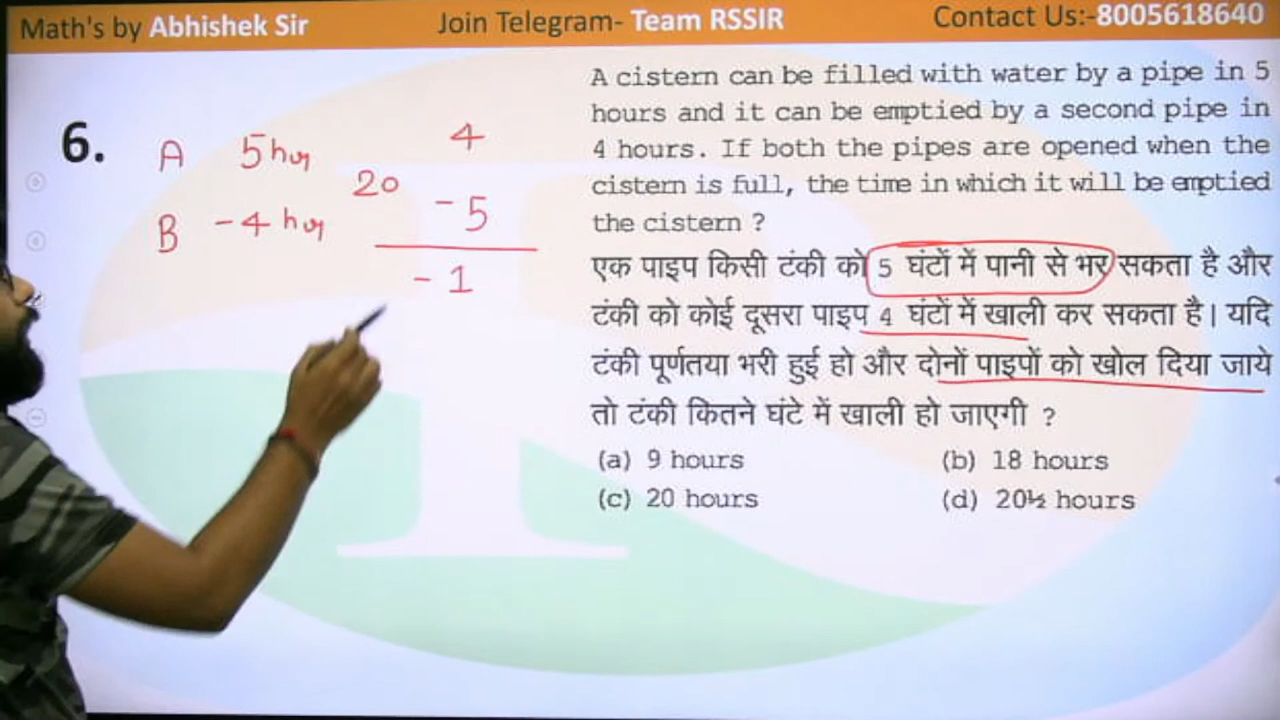 Math's by Abhishek Sir
Join Telegram- Team RSSIR
Contact Us:-8005618640
6.
A 5 hour
B -4 hour
20
4
-5
-1
A cistern can be filled with water by a pipe in 5
hours and it can be emptied by a second pipe in
4 hours. If both the pipes are opened when the
cistern is full, the time in which it will be emptied
the cistern ?
एक पाइप किसी टंकी को 5 घंटों में पानी से भर सकता है और
टंकी को कोई दूसरा पाइप 4 घंटों में खाली कर सकता है। यदि
टंकी पूर्णतया भरी हुई हो और दोनों पाइपों को खोल दिया जाये
तो टंकी कितने घंटे में खाली हो जाएगी ?
(a) 9 hours (b) 18 hours
(c) 20 hours (d) 20½ hours